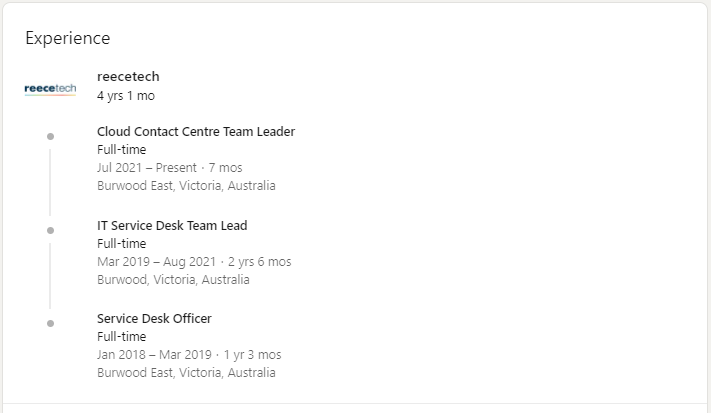 Experience
reecetech
reecetech
4 yrs 1 mo
Cloud Contact Centre Team Leader
Full-time
Jul 2021 – Present · 7 mos
Burwood East, Victoria, Australia
IT Service Desk Team Lead
Full-time
Mar 2019 – Aug 2021 · 2 yrs 6 mos
Burwood, Victoria, Australia
Service Desk Officer
Full-time
Jan 2018 – Mar 2019 · 1 yr 3 mos
Burwood East, Victoria, Australia